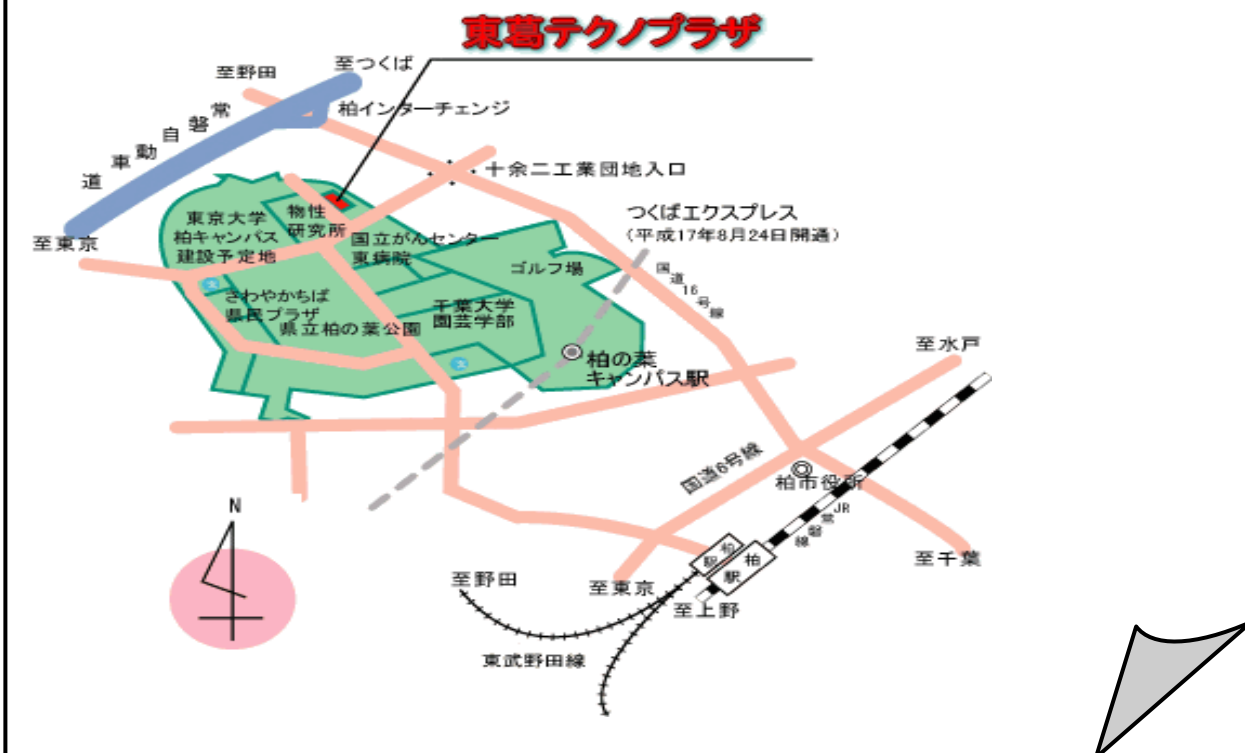 東葛テクノプラザ
至つくば
至野田
柏インターチェンジ
常磐自動車道
十余二工業団地入口
至東京
東京大学
柏キャンパス
建設予定地
物性
研究所
国立がんセンター
東病院
つくばエクスプレス
(平成17年8月24日開通)
ゴルフ場
国道16号線
さわやかちば
県民プラザ
県立柏の葉公園
千葉大学
園芸学部
柏の葉
キャンパス駅
至水戸
国道6号線
柏市役所
JR常磐線
N
柏駅
柏駅
至千葉
至野田
至東京
至上野
東武野田線